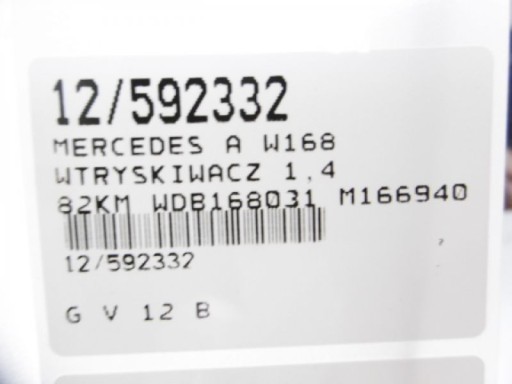 12/592332
MERCEDES A W168
WTRYSKIWACZ 1,4
82KM WDB168031 M166940
12/592332
G V 12 B